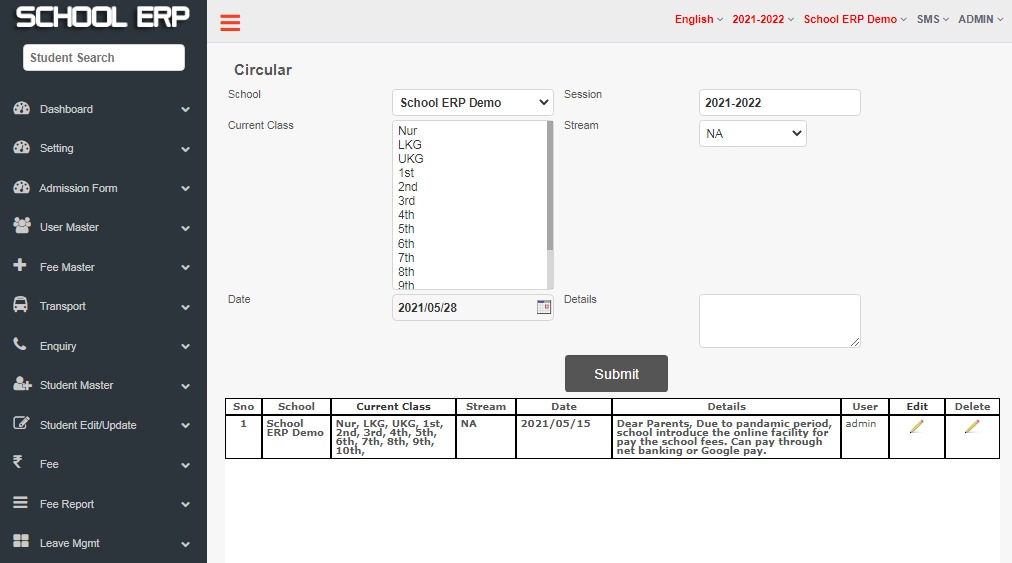 SCHOOL ERP
English
2021-2022
School ERP Demo
SMS
ADMIN
Student Search
Dashboard
Setting
Admission Form
User Master
Fee Master
Transport
Enquiry
Student Master
Student Edit/Update
Fee
Fee Report
Leave Mgmt
Circular
School
School ERP Demo
Session
2021-2022
Current Class
Nur
LKG
UKG
1st
2nd
3rd
4th
5th
6th
7th
8th
9th
Stream
NA
Date
2021/05/28
Details
Submit
Sno School Current Class Stream Date Details User Edit Delete
1
School
ERP Demo
Nur, LKG, UKG, 1st,
2nd, 3rd, 4th, 5th,
6th, 7th, 8th, 9th,
10th,
NA
2021/05/15
Dear Parents, Due to pandamic period,
school introduce the online facility for
pay the school fees. Can pay through
net banking or Google pay.
admin